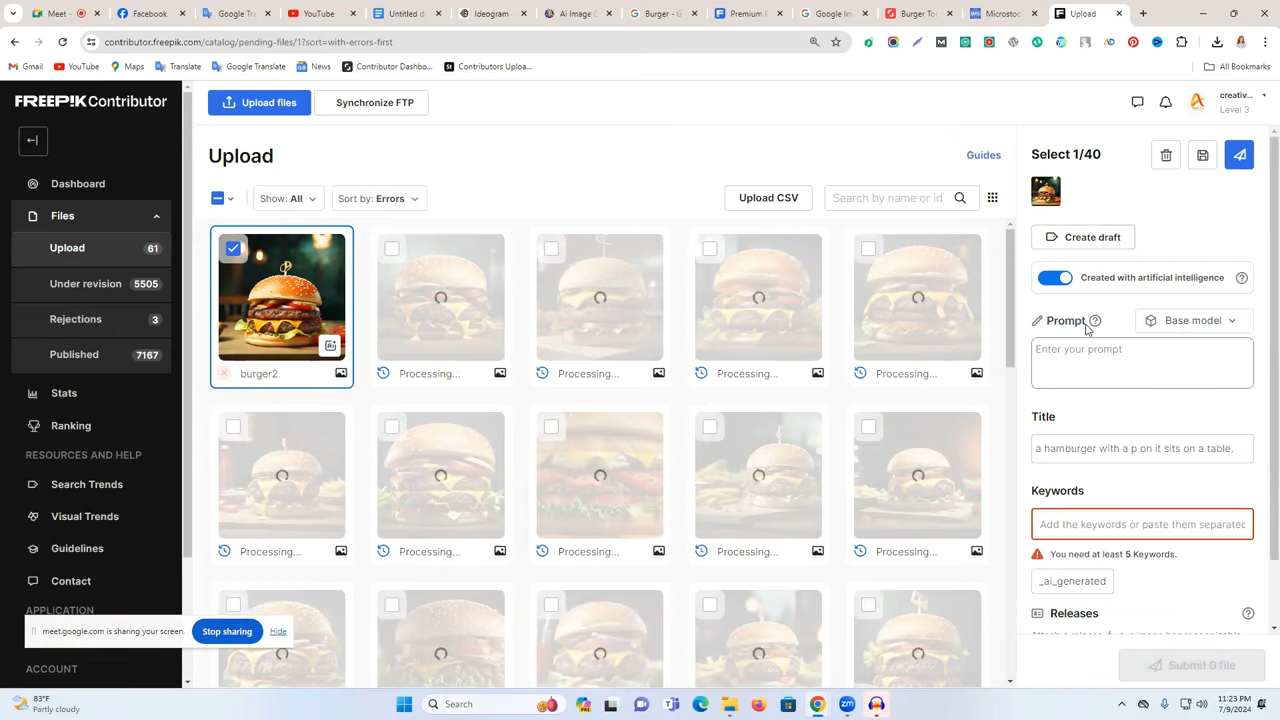 Meet
Facebook
Google Trans
YouTube
Untitled do
Ideogram
Ai Image G
Burger - G
Premium P
Google Im
Burger To
Microstock
Upload
contributor.freepik.com/catalog/pending-files/1?sort=with-errors-first
Gmail
YouTube
Maps
Translate
Google Translate
News
Contributor Dashbo...
Contributors Uploa...
All Bookmarks
FREEPIK Contributor
Upload files
Synchronize FTP
creativ...
Level 3
Upload
Guides
Select 1/40
Dashboard
Show: All
Sort by: Errors
Upload CSV
Search by name or id
Files
Upload 61
Create draft
Under revision 5505
Created with artificial intelligence
Rejections 3
Prompt
Base model
Published 7167
Enter your prompt
burger2
Processing...
Processing...
Processing...
Processing...
Stats
Title
Ranking
a hamburger with a p on it sits on a table.
RESOURCES AND HELP
Search Trends
Keywords
Visual Trends
Add the keywords or paste them separated
Guidelines
Processing...
Processing...
Processing...
Processing...
Processing...
You need at least 5 Keywords.
Contact
_ai_generated
APPLICATION
Releases
meet.google.com is sharing your screen.
Stop sharing
Hide
ACCOUNT
Submit 0 file
83°F
Partly cloudy
Search
11:23 PM
7/9/2024